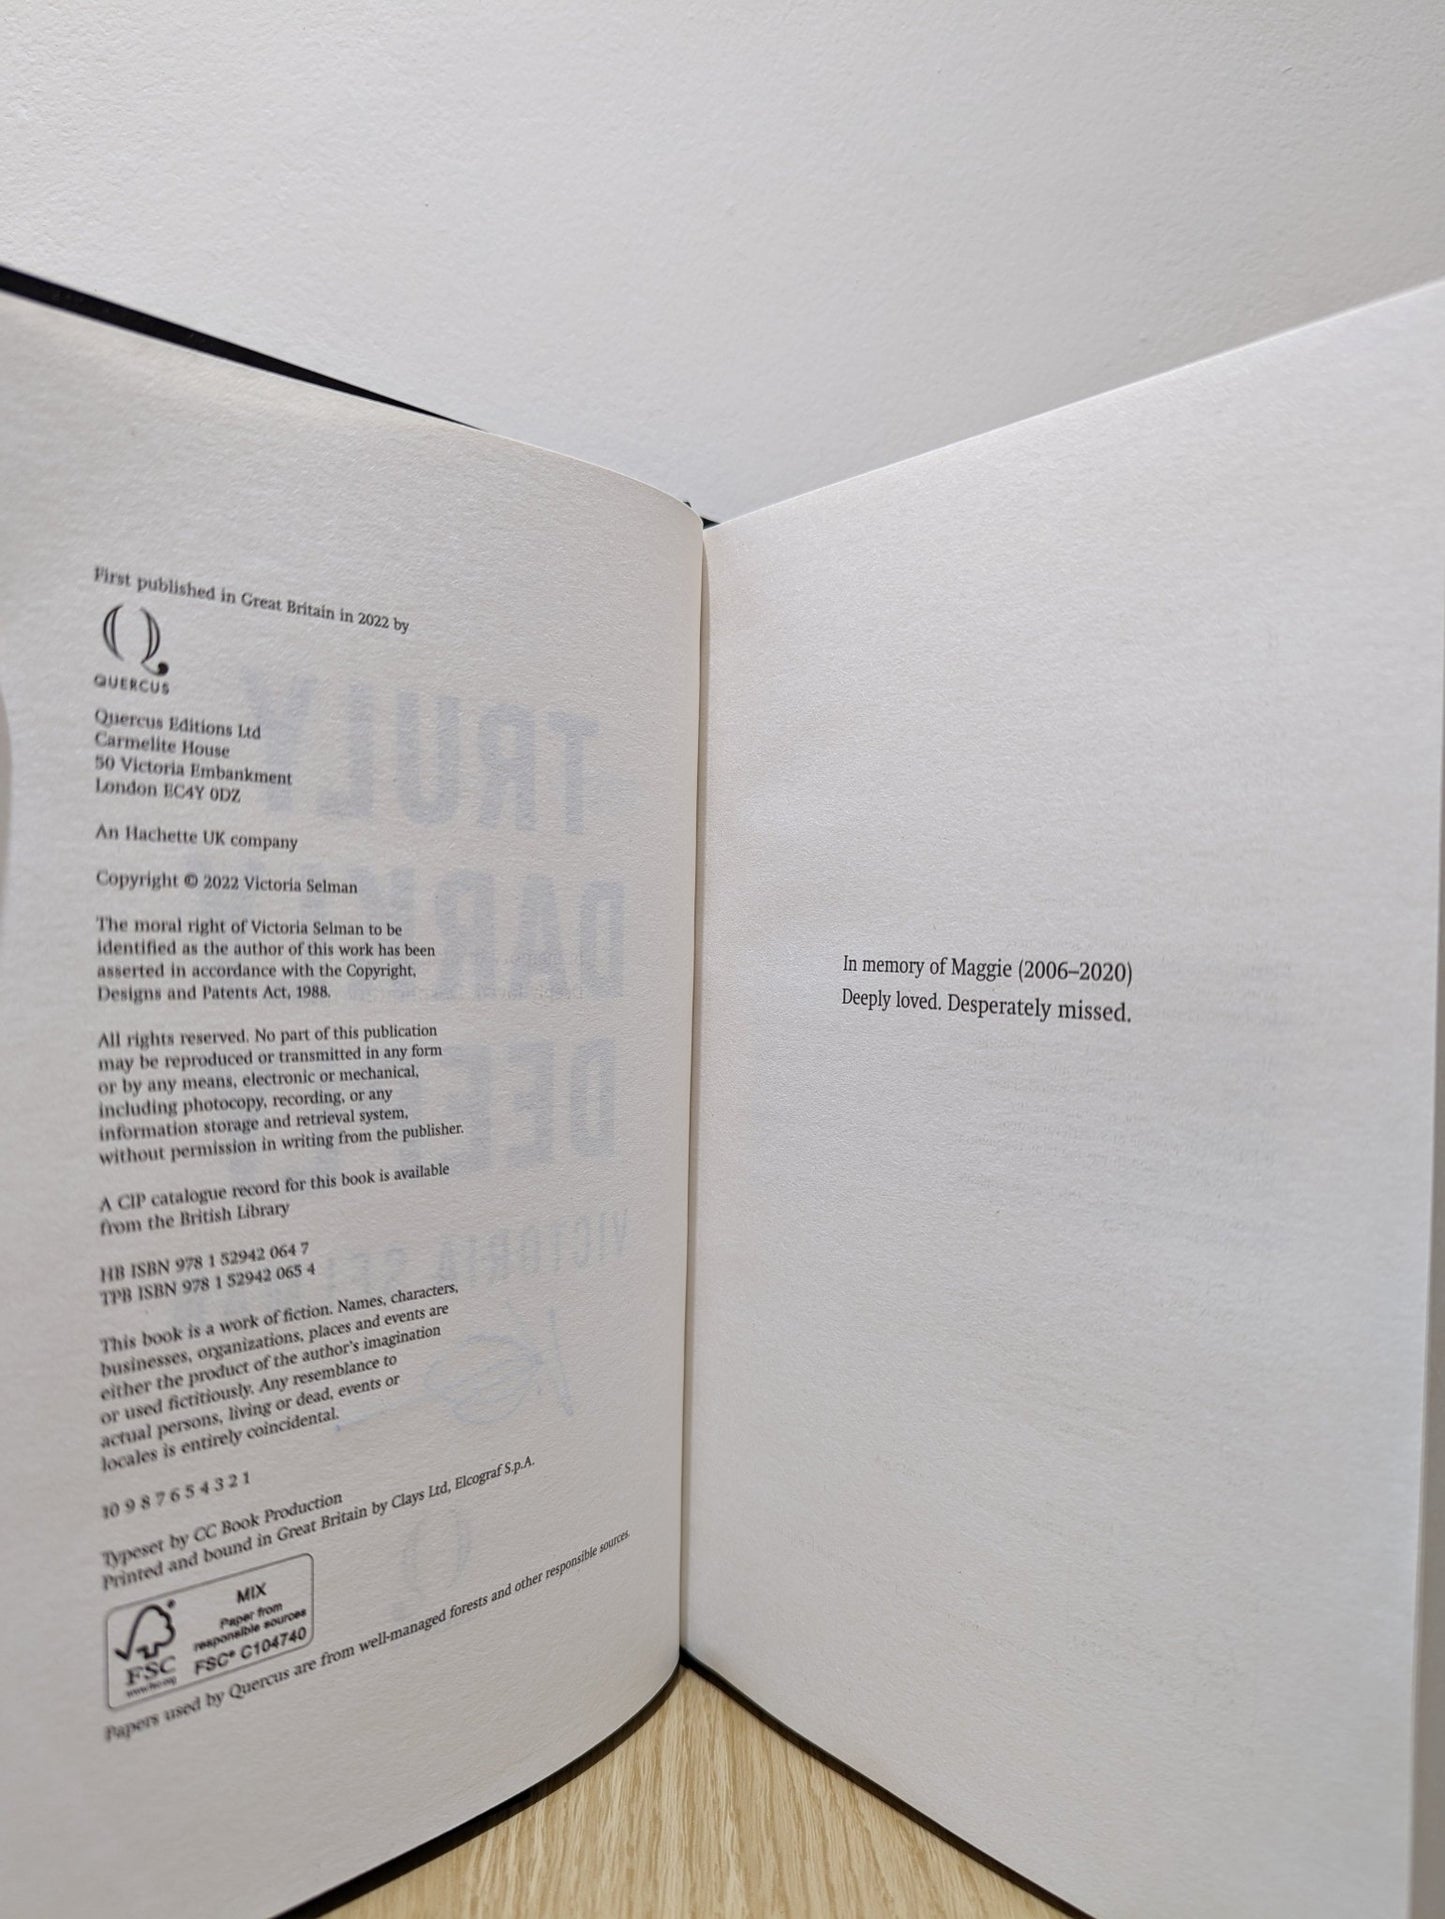 First published in Great Britain in 2022 by
QUERCUS
Quercus Editions Ltd
Carmelite House
50 Victoria Embankment
London EC4Y 0DZ
An Hachette UK company
Copyright © 2022 Victoria Selman
The moral right of Victoria Selman to be
identified as the author of this work has been
asserted in accordance with the Copyright,
Designs and Patents Act, 1988.
All rights reserved. No part of this publication
may be reproduced or transmitted in any form
or by any means, electronic or mechanical,
including photocopy, recording, or any
information storage and retrieval system,
without permission in writing from the publisher.
A CIP catalogue record for this book is available
from the British Library
HB ISBN 978 1 52942 064 7
TPB ISBN 978 1 52942 065 4
This book is a work of fiction. Names, characters,
businesses, organizations, places and events are
either the product of the author's imagination
or used fictitiously. Any resemblance to
actual persons, living or dead, events or
locales is entirely coincidental.
10 9 8 7 6 5 4 3 2 1
Typeset by CC Book Production
Printed and bound in Great Britain by Clays Ltd, Elcograf S.p.A.
MIX
Paper from
responsible sources
FSC® C104740
FSC
www.fsc.org
Papers used by Quercus are from well-managed forests and other responsible sources.
In memory of Maggie (2006–2020)
Deeply loved. Desperately missed.